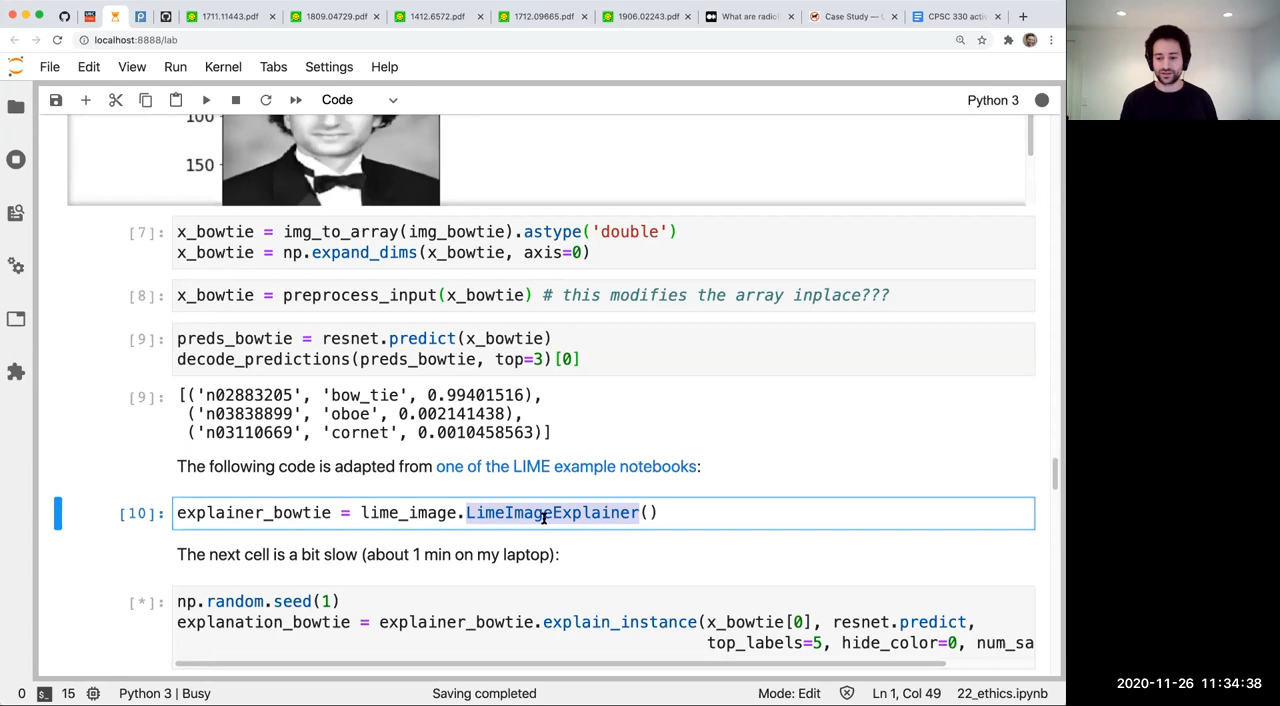 1711.11443.pdf
1809.04729.pdf
1412.6572.pdf
1712.09665.pdf
1906.02243.pdf
What are radio
Case Study — t
CPSC 330 acti
localhost:8888/lab
File Edit View Run Kernel Tabs Settings Help
Code
Python 3
100
150
[7]: x_bowtie = img_to_array(img_bowtie).astype('double')
x_bowtie = np.expand_dims(x_bowtie, axis=0)
[8]: x_bowtie = preprocess_input(x_bowtie) # this modifies the array inplace???
[9]: preds_bowtie = resnet.predict(x_bowtie)
decode_predictions(preds_bowtie, top=3)[0]
[9]: [('n02883205', 'bow_tie', 0.99401516),
('n03838899', 'oboe', 0.002141438),
('n03110669', 'cornet', 0.0010458563)]
The following code is adapted from one of the LIME example notebooks:
[10]: explainer_bowtie = lime_image.LimeImageExplainer()
The next cell is a bit slow (about 1 min on my laptop):
[*]: np.random.seed(1)
explanation_bowtie = explainer_bowtie.explain_instance(x_bowtie[0], resnet.predict,
top_labels=5, hide_color=0, num_sa
0 15 Python 3 | Busy Saving completed Mode: Edit Ln 1, Col 49 22_ethics.ipynb
2020-11-26 11:34:38